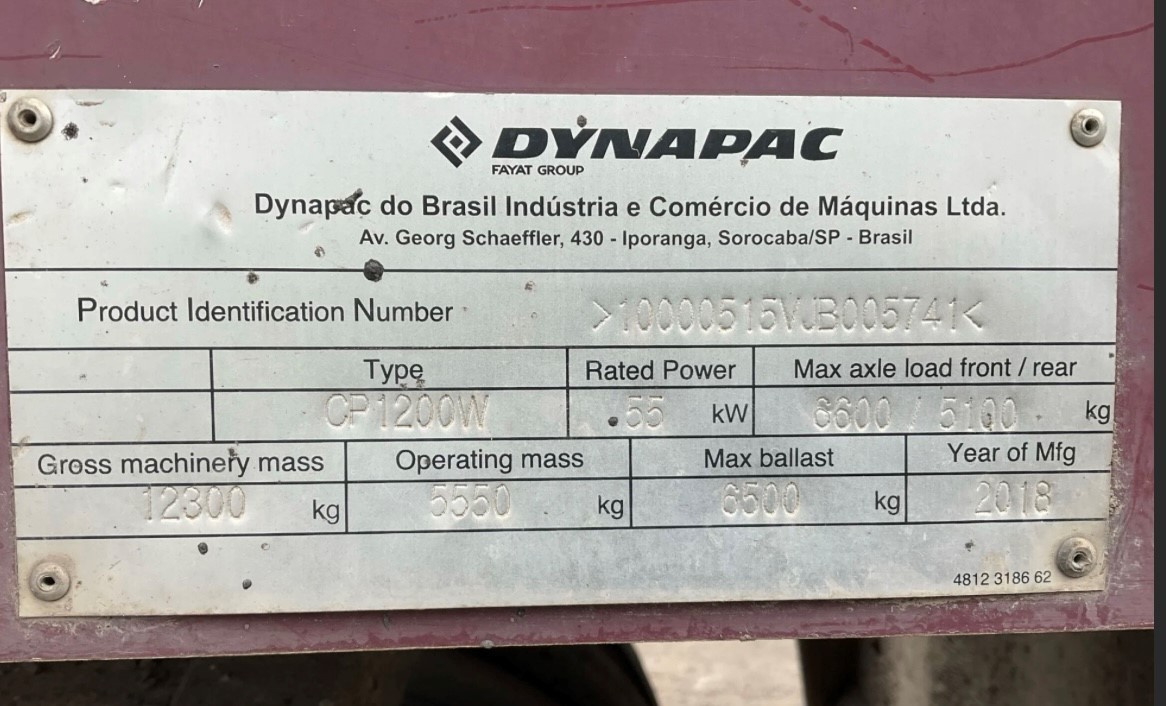 DYNAPAC
FAYAT GROUP
Dynapac do Brasil Indústria e Comércio de Máquinas Ltda.
Av. Georg Schaeffler, 430 - Iporanga, Sorocaba/SP - Brasil
Product Identification Number >10000515VJB005741<
Type Rated Power Max axle load front / rear
CP1200W 55 kW 6600 / 5100 kg
Gross machinery mass Operating mass Max ballast Year of Mfg
12300 kg 5550 kg 6500 kg 2018
4812 3186 62